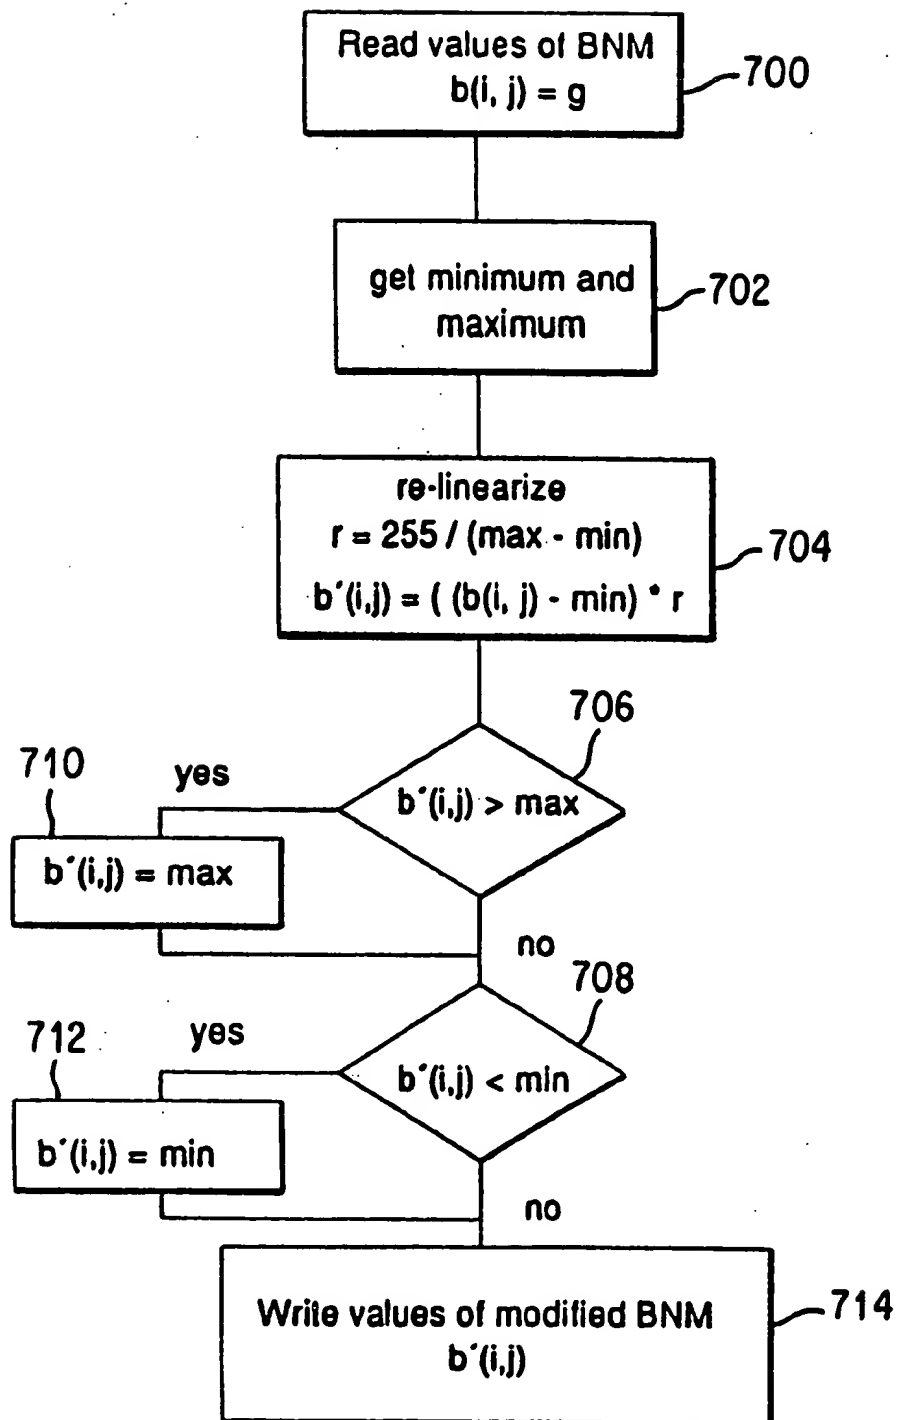 Read values of BNM
b(i, j) = g
700
get minimum and
maximum
702
re-linearize
r = 255 / (max - min)
b´(i,j) = ( (b(i, j) - min) * r
704
706
710
yes
b´(i,j) > max
b´(i,j) = max
no
708
712
yes
b´(i,j) < min
b´(i,j) = min
no
Write values of modified BNM
b´(i,j)
714